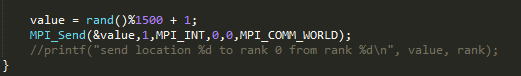 value = rand()%1500 + 1;
MPI_Send(&value,1,MPI_INT,0,0,MPI_COMM_WORLD);
//printf("send location %d to rank 0 from rank %d\n", value, rank);
}